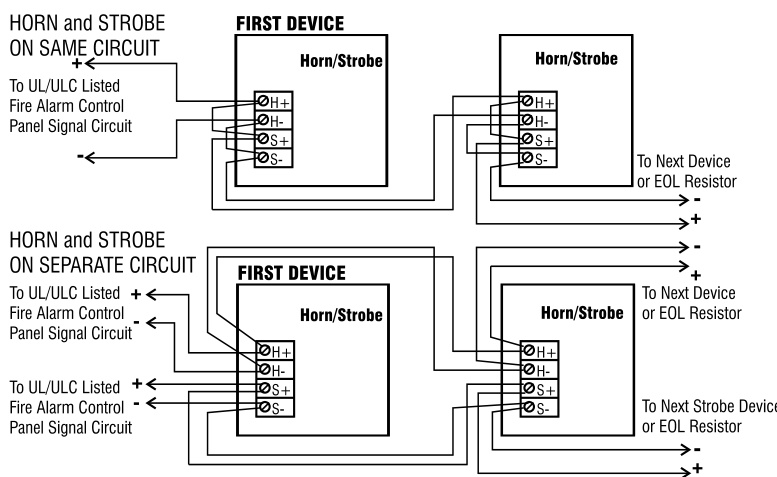 HORN and STROBE
ON SAME CIRCUIT
+
To UL/ULC Listed
Fire Alarm Control
Panel Signal Circuit
-
FIRST DEVICE
Horn/Strobe
H+
H-
S+
S-
Horn/Strobe
H+
H-
S+
S-
To Next Device
or EOL Resistor
-
+
HORN and STROBE
ON SEPARATE CIRCUIT
To UL/ULC Listed +
Fire Alarm Control
Panel Signal Circuit -
To UL/ULC Listed +
Fire Alarm Control -
Panel Signal Circuit
FIRST DEVICE
Horn/Strobe
H+
H-
S+
S-
Horn/Strobe
H+
H-
S+
S-
-
+
To Next Device
or EOL Resistor
To Next Strobe Device
or EOL Resistor
-
+